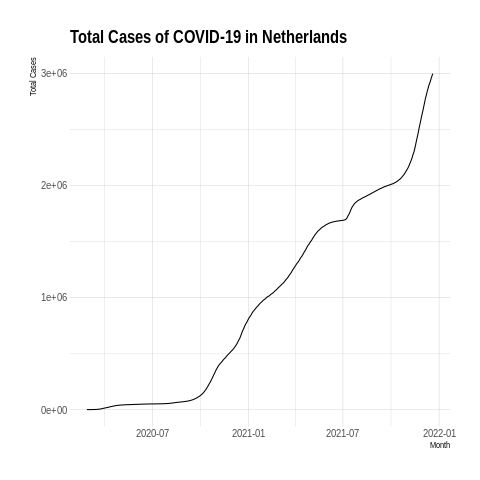 Total Cases of COVID-19 in Netherlands
Total Cases
3e+06
2e+06
1e+06
0e+00
2020-07 2021-01 2021-07 2022-01
Month